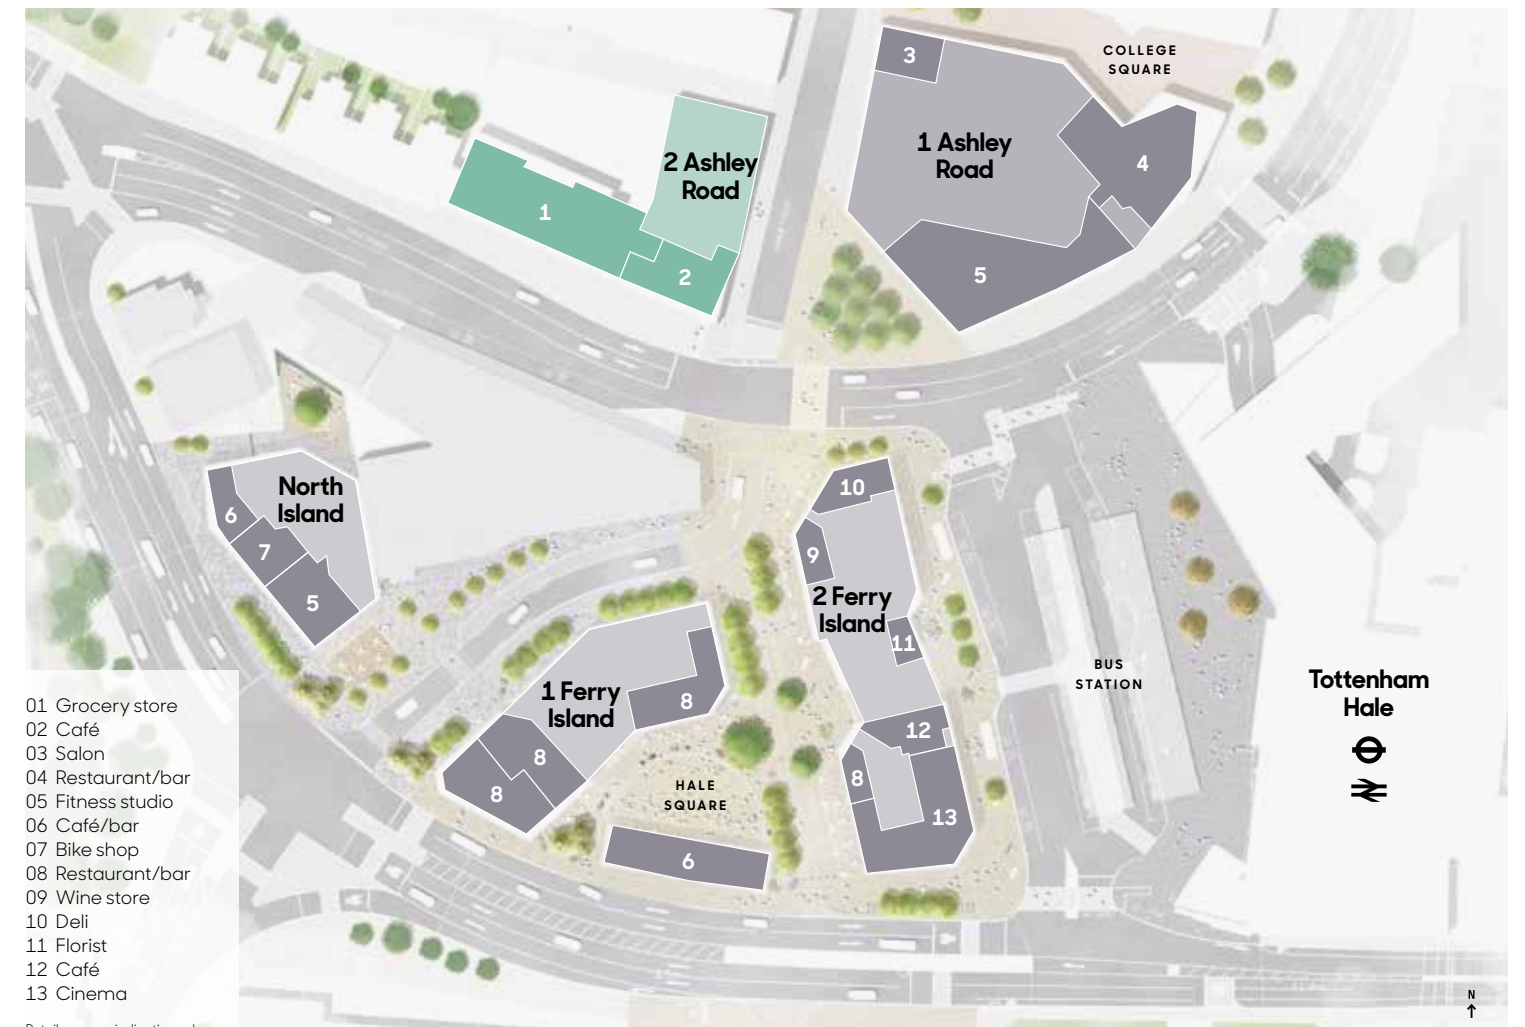 COLLEGE
SQUARE
3
1 Ashley
Road
4
5
2 Ashley
Road
1
2
North
Island
6
7
5
10
9
2 Ferry
Island
11
12
8
13
1 Ferry
Island
8
8
8
HALE
SQUARE
6
BUS
STATION
Tottenham
Hale
01 Grocery store
02 Café
03 Salon
04 Restaurant/bar
05 Fitness studio
06 Café/bar
07 Bike shop
08 Restaurant/bar
09 Wine store
10 Deli
11 Florist
12 Café
13 Cinema
N